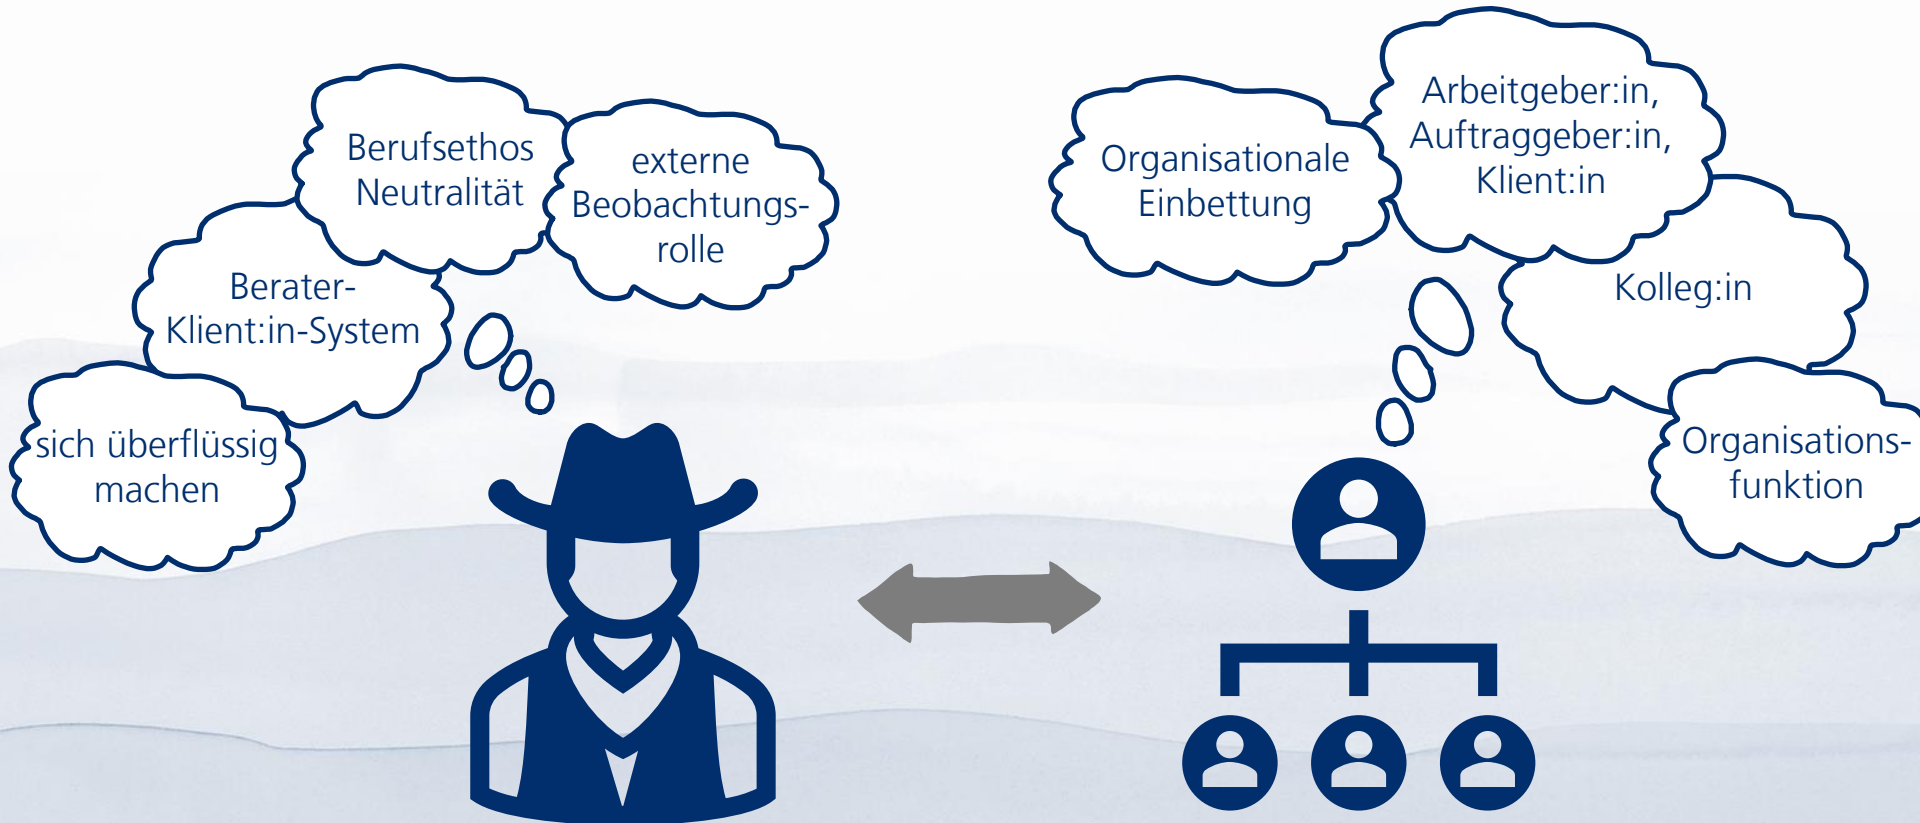 sich überflüssig
machen
Berater-
Klient:in-System
Berufsethos
Neutralität
externe
Beobachtungs-
rolle
Organisationale
Einbettung
Arbeitgeber:in,
Auftraggeber:in,
Klient:in
Kolleg:in
Organisations-
funktion